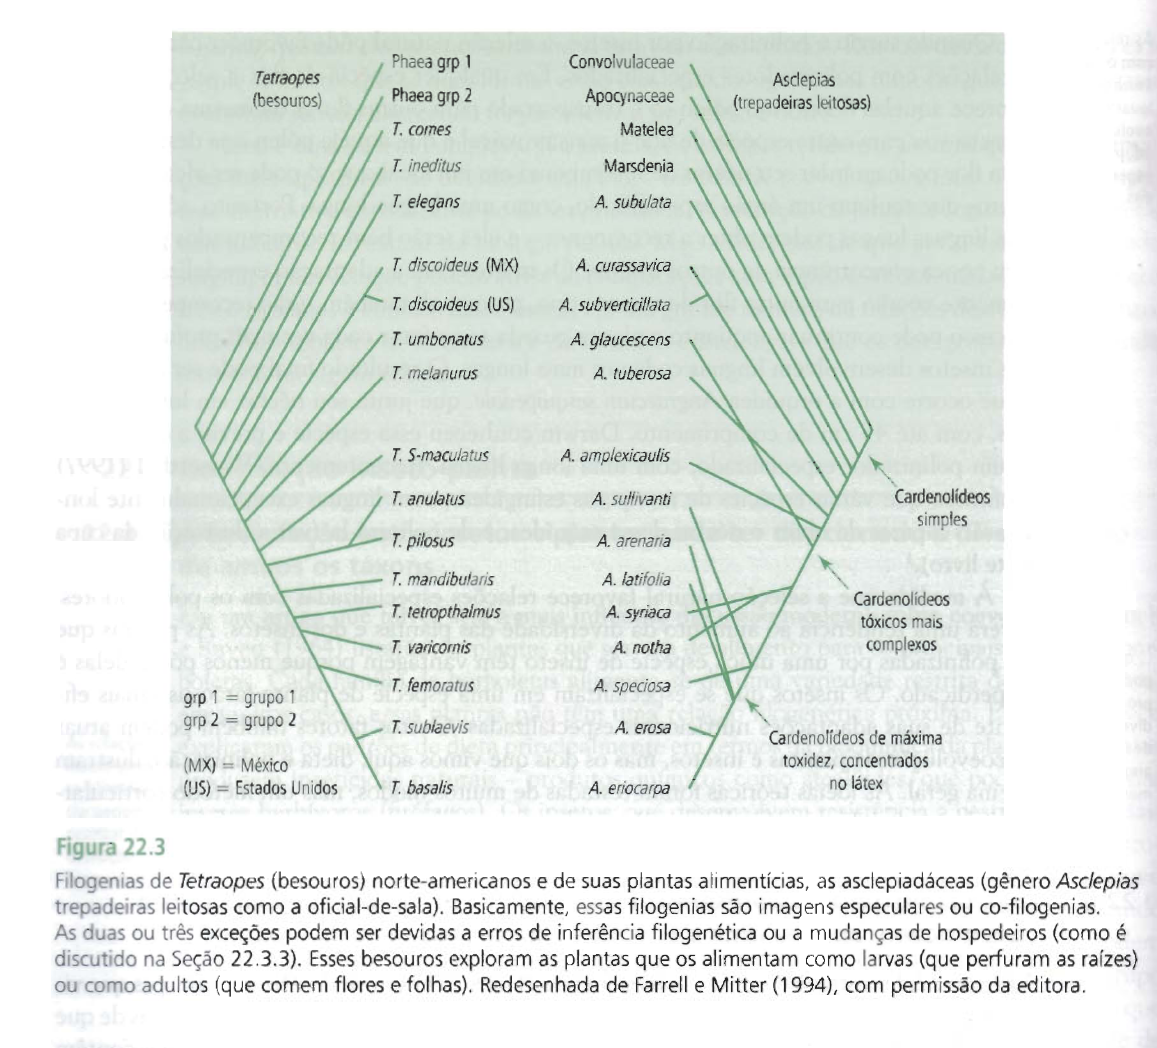 Tetraopes
(besouros)
Phaea grp 1
Phaea grp 2
T. comes
T. ineditus
T. elegans
T. discoideus (MX)
T. discoideus (US)
T. umbonatus
T. melanurus
T. S-maculatus
T. anulatus
T. pilosus
T. mandibularis
T. tetropthalmus
T. varicornis
T. femoratus
T. sublaevis
T. basalis
Convolvulaceae
Apocynaceae
Matelea
Marsdenia
A. subulata
A. curassavica
A. subverticillata
A. glaucescens
A. tuberosa
A. amplexicaulis
A. sullivanti
A. arenaria
A. latifolia
A. syriaca
A. notha
A. speciosa
A. erosa
A. eriocarpa
Asclepias
(trepadeiras leitosas)
Cardenolídeos
simples
Cardenolídeos
tóxicos mais
complexos
Cardenolídeos de máxima
toxidez, concentrados
no látex
grp 1 = grupo 1
grp 2 = grupo 2
(MX) = México
(US) = Estados Unidos
Figura 22.3
Filogenias de Tetraopes (besouros) norte-americanos e de suas plantas alimentícias, as asclepiadáceas (gênero Asclepias
trepadeiras leitosas como a oficial-de-sala). Basicamente, essas filogenias são imagens especulares ou co-filogenias.
As duas ou três exceções podem ser devidas a erros de inferência filogenética ou a mudanças de hospedeiros (como é
discutido na Seção 22.3.3). Esses besouros exploram as plantas que os alimentam como larvas (que perfuram as raízes)
ou como adultos (que comem flores e folhas). Redesenhada de Farrell e Mitter (1994), com permissão da editora.